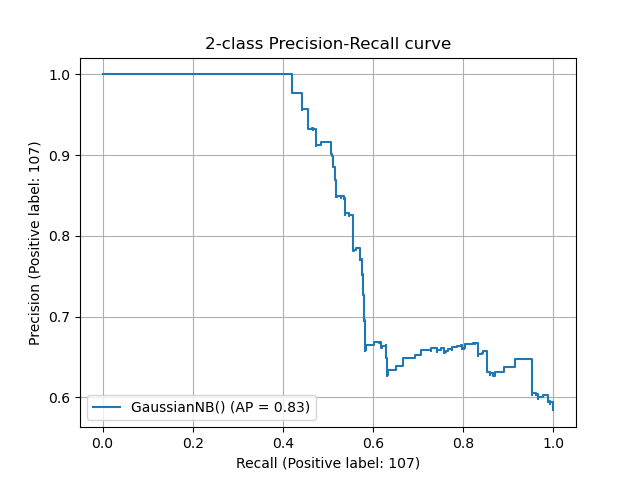 2-class Precision-Recall curve
1.0
0.9
0.8
0.7
0.6
Precision (Positive label: 107)
GaussianNB() (AP = 0.83)
0.0 0.2 0.4 0.6 0.8 1.0
Recall (Positive label: 107)